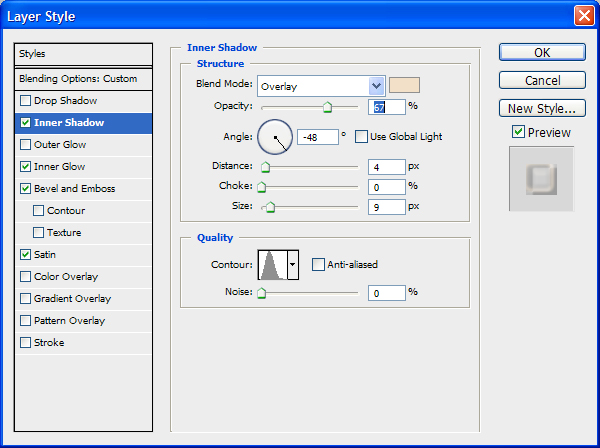 Layer Style
Styles
Blending Options: Custom
Drop Shadow
Inner Shadow
Outer Glow
Inner Glow
Bevel and Emboss
Contour
Texture
Satin
Color Overlay
Gradient Overlay
Pattern Overlay
Stroke
Inner Shadow
Structure
Blend Mode: Overlay
Opacity: 67 %
Angle: -48 ° Use Global Light
Distance: 4 px
Choke: 0 %
Size: 9 px
Quality
Contour: Anti-aliased
Noise: 0 %
OK
Cancel
New Style...
Preview